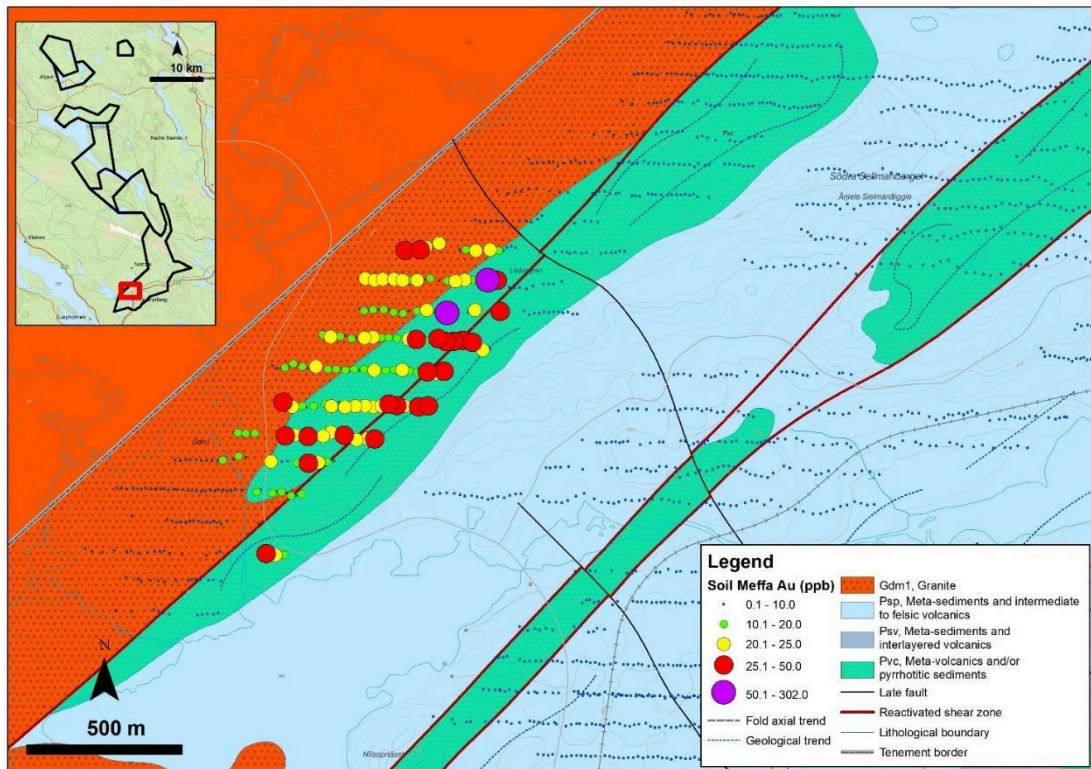 10 km
Södra Sellmanberget
Årjele Sielmánåiggie
Pvc
N
500 m
Legend
Soil Meffa Au (ppb)
0.1 - 10.0
10.1 - 20.0
20.1 - 25.0
25.1 - 50.0
50.1 - 302.0
Fold axial trend
Geological trend
Gdm1, Granite
Psp, Meta-sediments and intermediate
to felsic volcanics
Psv, Meta-sediments and
interlayered volcanics
Pvc, Meta-volcanics and/or
pyrrhotitic sediments
Late fault
Reactivated shear zone
Lithological boundary
Tenement border